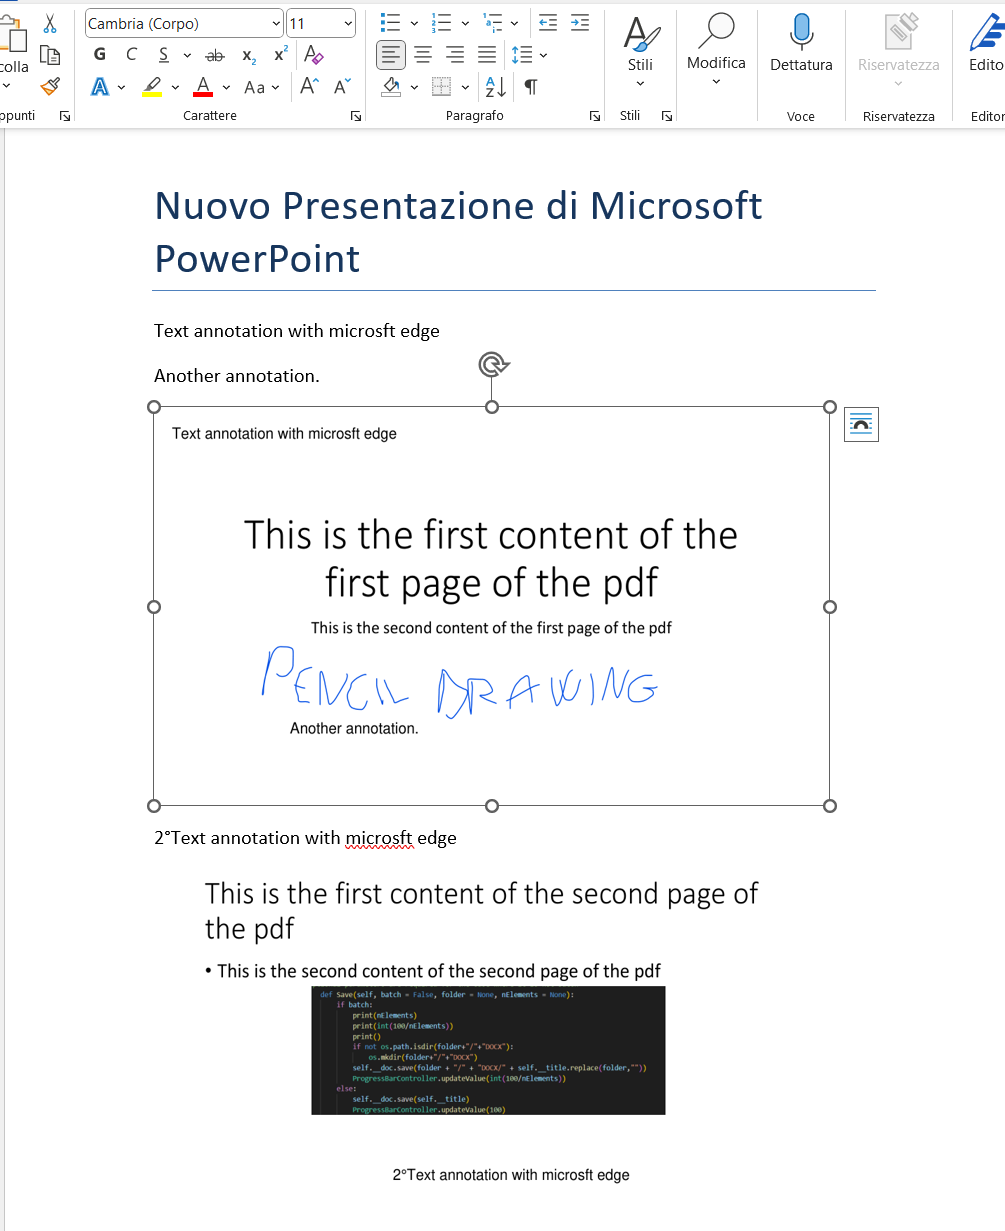 Cambria (Corpo) 11
colla
G C S ab x2 x2 A
A A Aa A A
ppunti Carattere Paragrafo Stili Voce Riservatezza Editor
Stili Modifica Dettatura Riservatezza Edito
Nuovo Presentazione di Microsoft
PowerPoint
Text annotation with microsft edge
Another annotation.
Text annotation with microsft edge
This is the first content of the
first page of the pdf
This is the second content of the first page of the pdf
PENCIL DRAWING
Another annotation.
2°Text annotation with microsft edge
This is the first content of the second page of
the pdf
• This is the second content of the second page of the pdf
def Save(self, batch = False, folder = None, nElements = None):
if batch:
print(nElements)
print(int(100/nElements))
print()
if not os.path.isdir(folder+"/"+"DOCX"):
os.mkdir(folder+"/"+"DOCX")
self.__doc.save(folder + "/" + "DOCX/" + self.__title.replace(folder,""))
ProgressBarController.updateValue(int(100/nElements))
else:
self.__doc.save(self.__title)
ProgressBarController.updateValue(100)
2°Text annotation with microsft edge